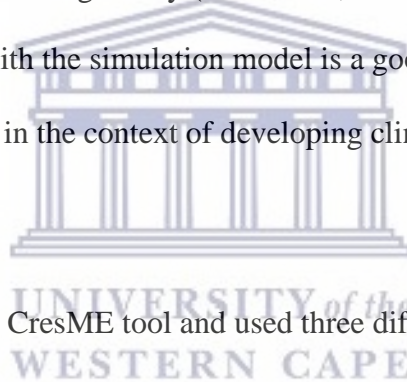 ith the simulation model is a goo
in the context of developing clin
CresME tool and used three dif
UNIVERSITY of the
WESTERN CAPE